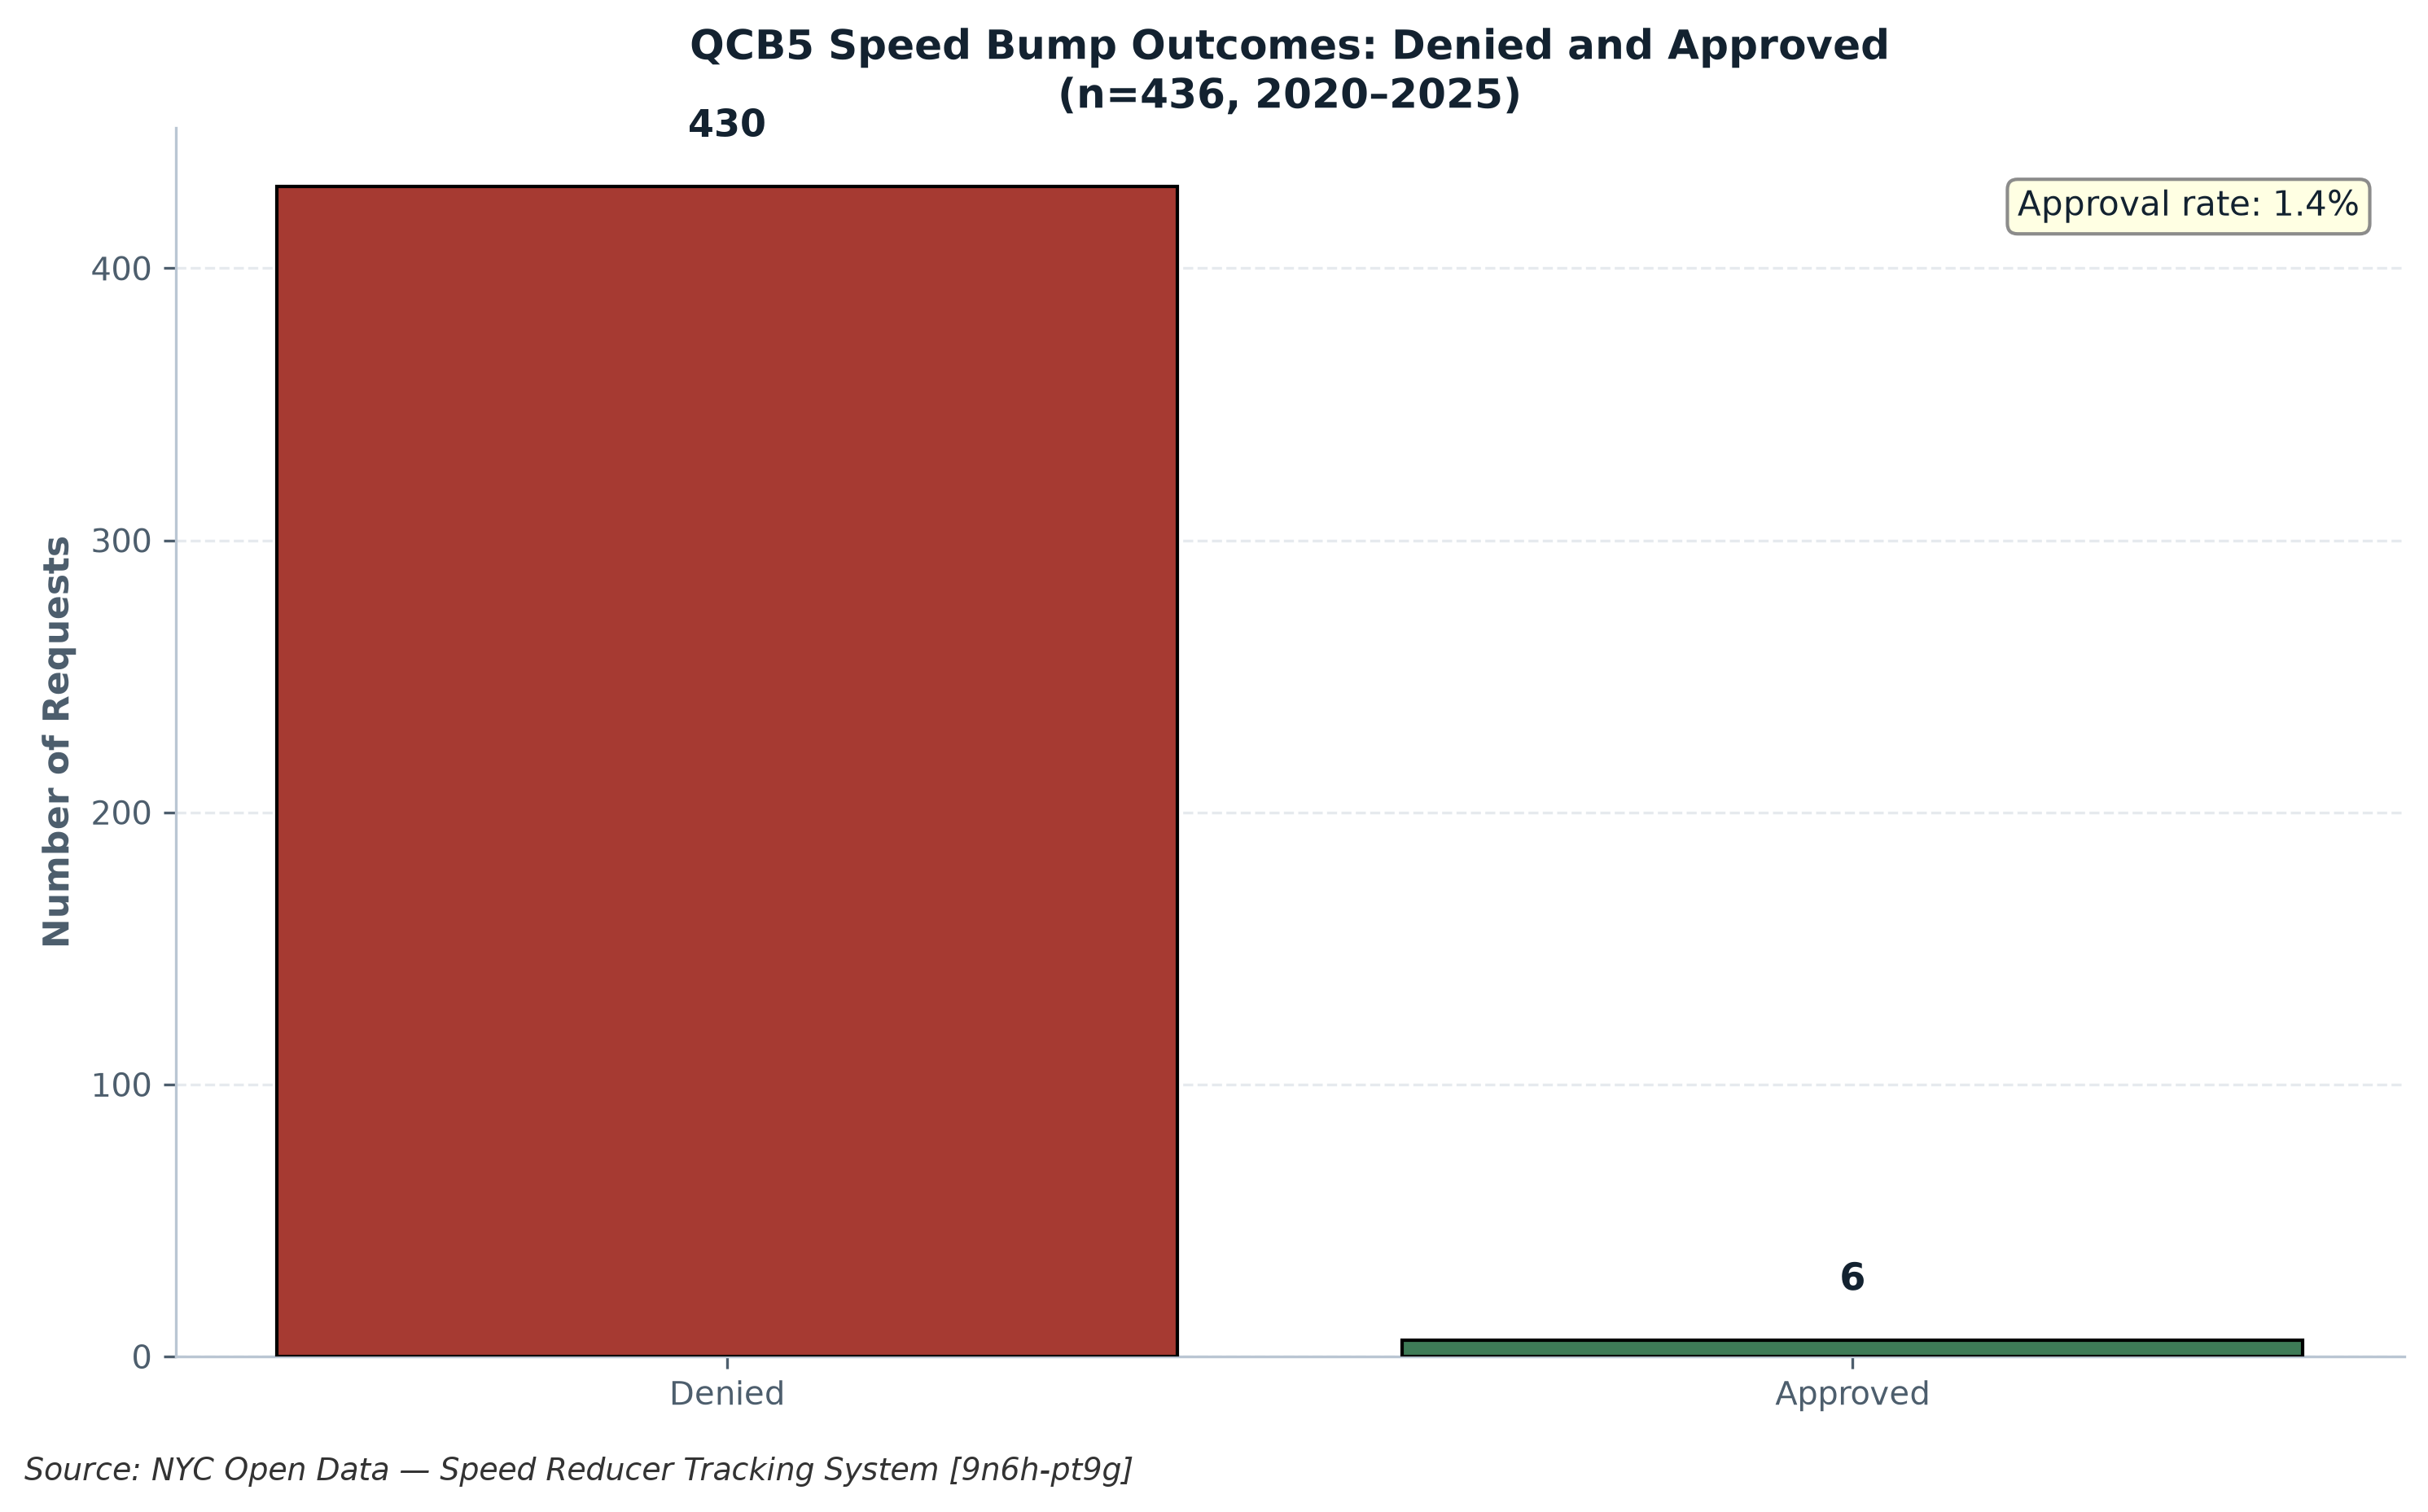 QCB5 Speed Bump Outcomes: Denied and Approved
(n=436, 2020–2025)
430
Approval rate: 1.4%
400
300
200
100
0
Number of Requests
6
Denied
Approved
Source: NYC Open Data — Speed Reducer Tracking System [9n6h-pt9g]